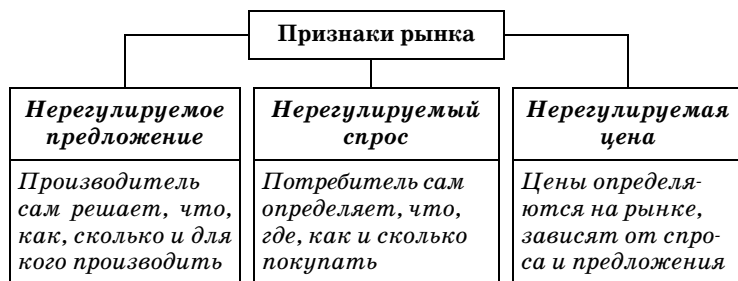 Признаки рынка
Нерегулируемое
предложение
Производитель
сам решает, что,
как, сколько и для
кого производить
Нерегулируемый
спрос
Потребитель сам
определяет, что,
где, как и сколько
покупать
Нерегулируемая
цена
Цены определя-
ются на рынке,
зависят от спро-
са и предложения